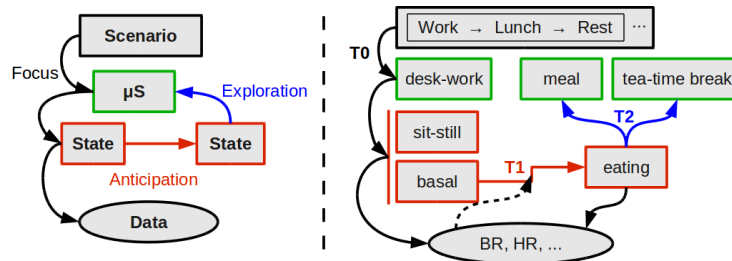 Scenario
Focus
µS
Exploration
State
State
Anticipation
Data
Work → Lunch → Rest ...
T0
desk-work
meal
tea-time break
T2
sit-still
basal
T1
eating
BR, HR, ...